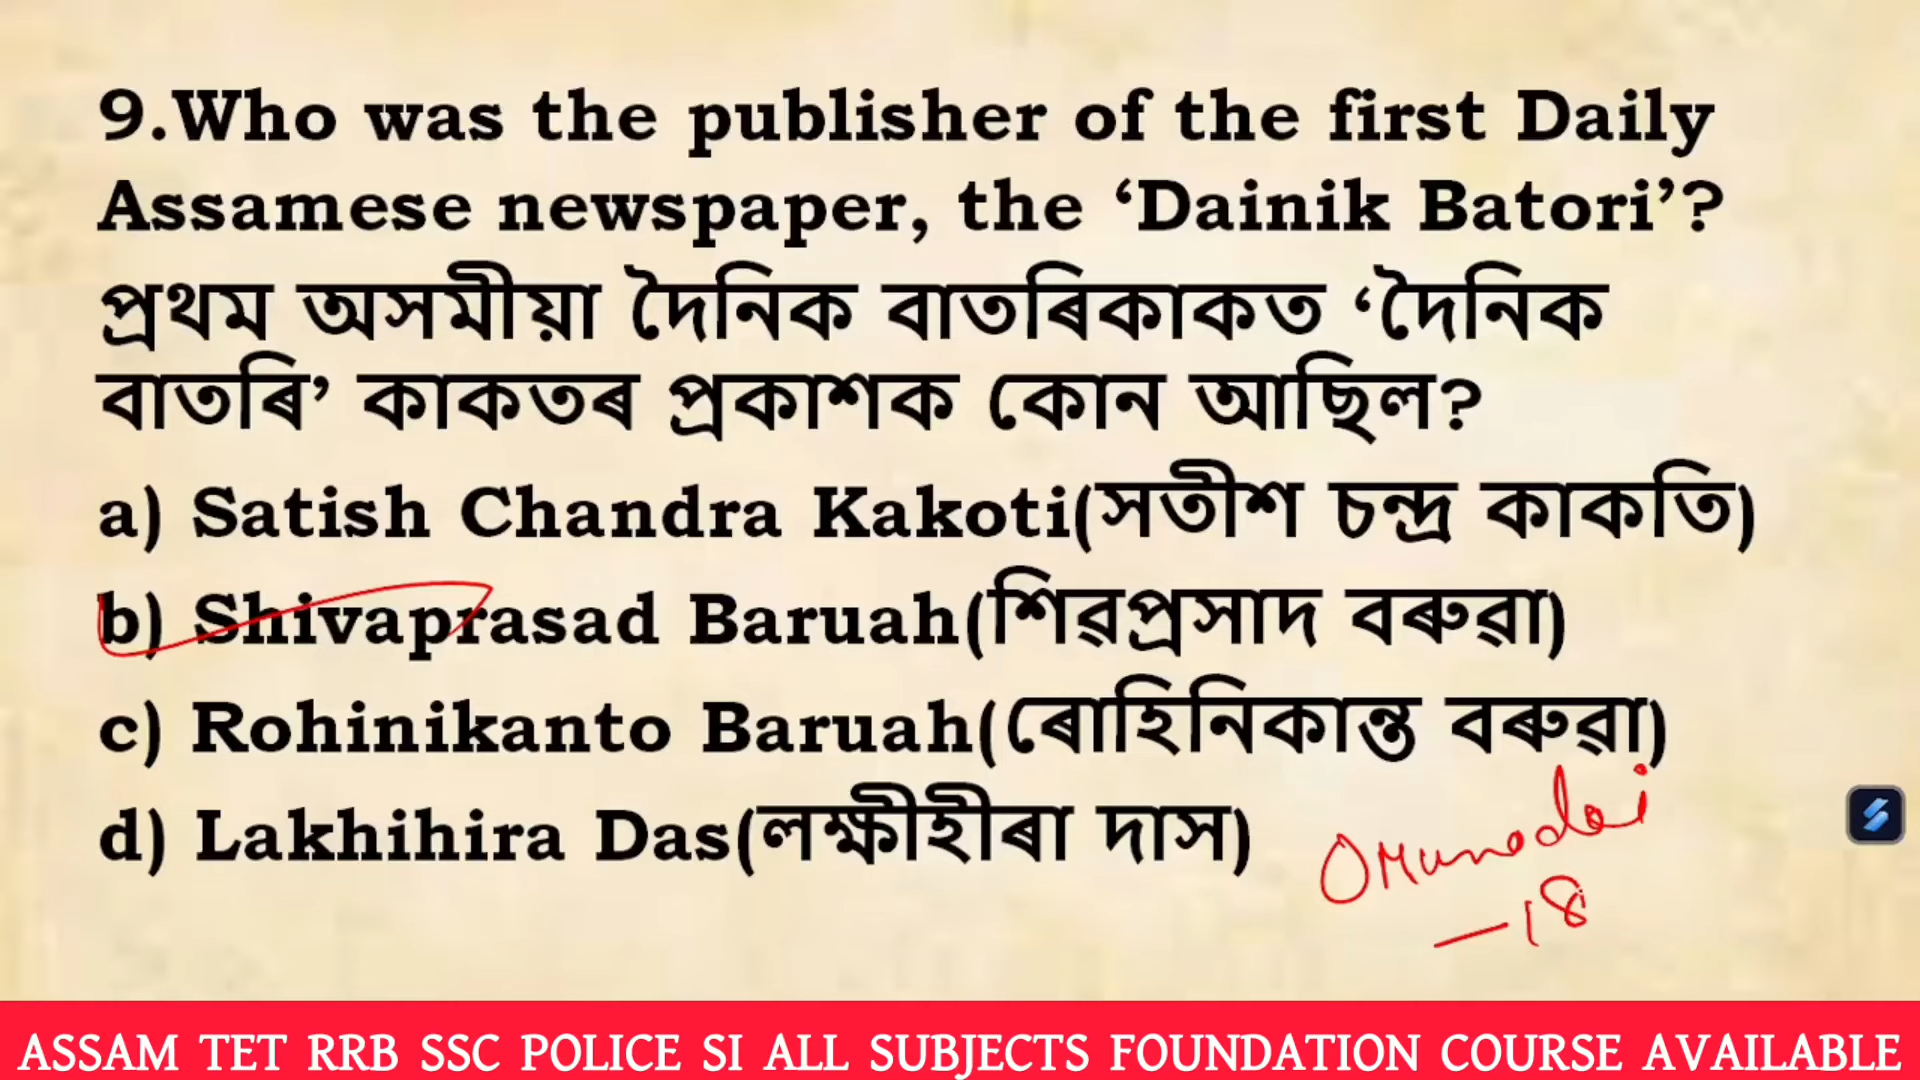 9.Who was the publisher of the first Daily
Assamese newspaper, the ‘Dainik Batori’?
প্ৰথম অসমীয়া দৈনিক বাতৰিকাকত ‘দৈনিক
বাতৰি’ কাকতৰ প্ৰকাশক কোন আছিল?
a) Satish Chandra Kakoti(সতীশ চন্দ্ৰ কাকতি)
b) Shivaprasad Baruah(শিৱপ্ৰসাদ বৰুৱা)
c) Rohinikanto Baruah(ৰোহিনিকান্ত বৰুৱা)
d) Lakhihira Das(লক্ষীহীৰা দাস)
—18
ASSAM TET RRB SSC POLICE SI ALL SUBJECTS FOUNDATION COURSE AVAILABLE